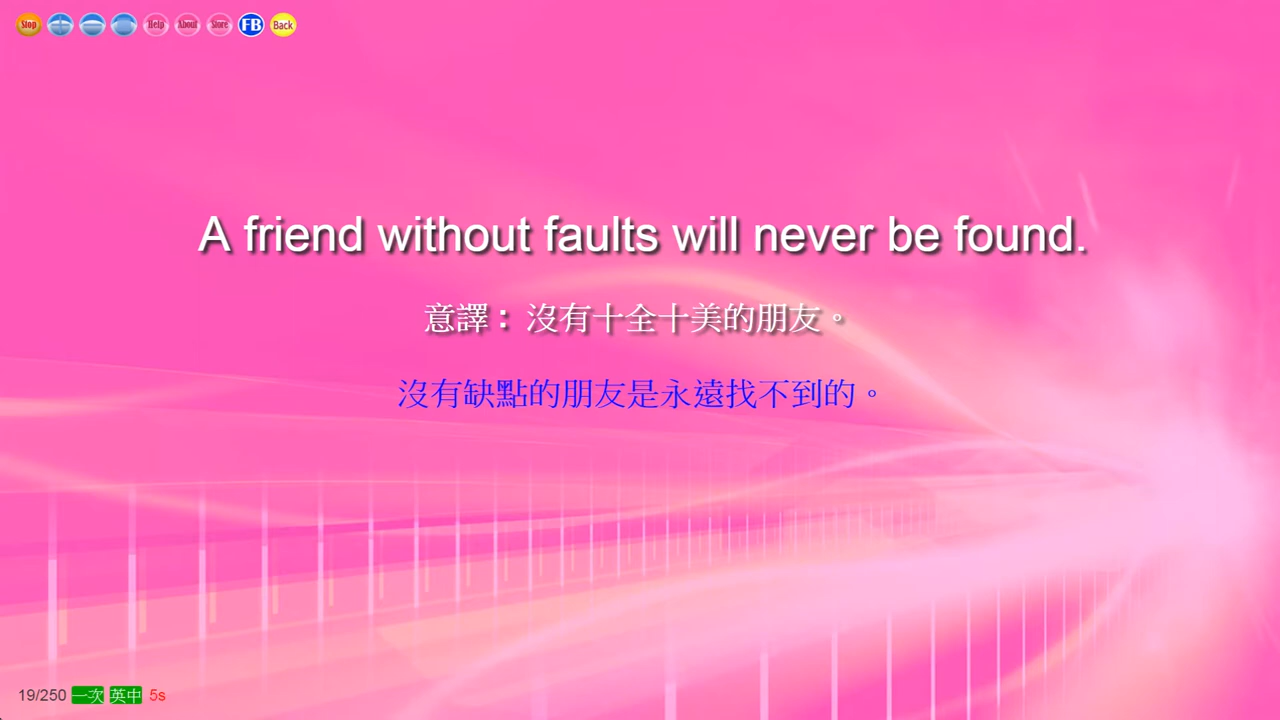 Stop Help About Store FB Back
A friend without faults will never be found.
意譯： 沒有十全十美的朋友。
沒有缺點的朋友是永遠找不到的。
19/250 一次 英中 5s